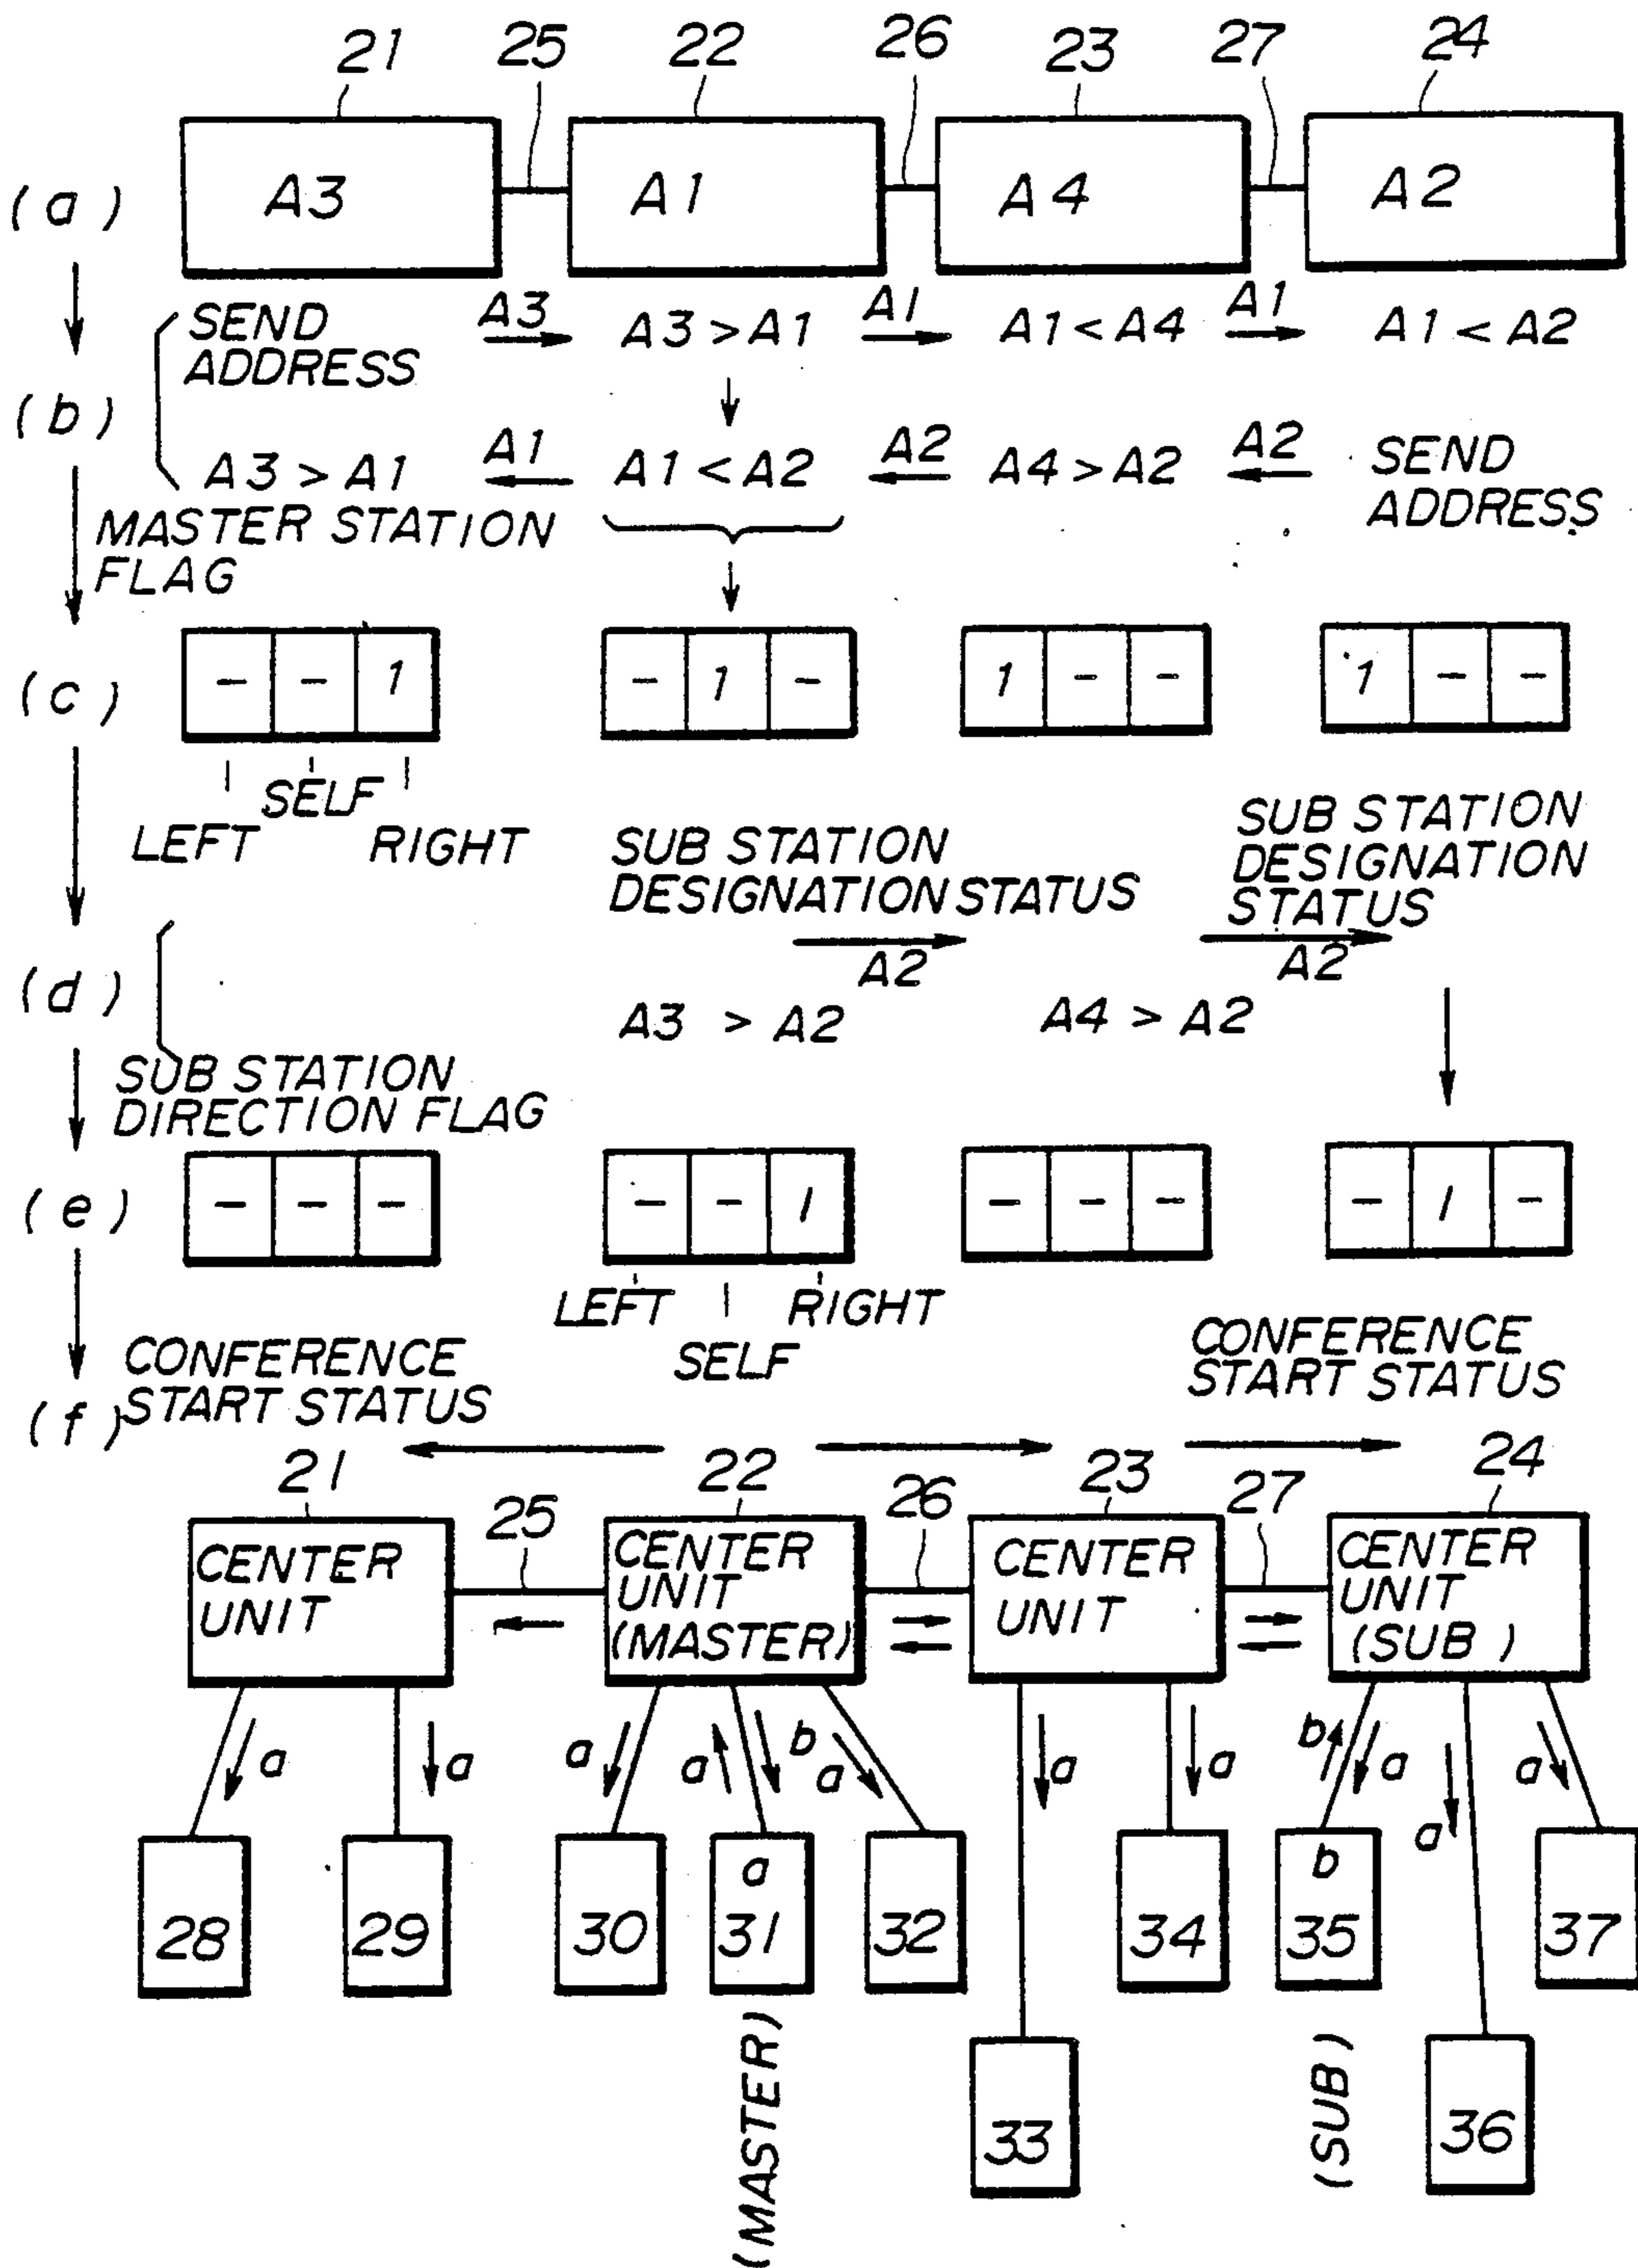 21 25 22 26 23 27 24
(a) A3 A1 A4 A2
SEND
ADDRESS
A3 A3 > A1 A1 A1 < A4 A1 A1 < A2
(b)
A3 > A1 A1 A1 < A2 A2 A4 > A2 A2 SEND
ADDRESS
MASTER STATION
FLAG
(c) - - 1 - 1 - 1 - - 1 - -
LEFT SELF RIGHT
SUB STATION
DESIGNATION STATUS
A2
SUB STATION
DESIGNATION
STATUS
A2
(d)
A3 > A2 A4 > A2
SUB STATION
DIRECTION FLAG
(e) - - - - - 1 - - - - 1 -
LEFT SELF RIGHT
(f)
CONFERENCE
START STATUS
CONFERENCE
START STATUS
21 25 22 26 23 27 24
CENTER
UNIT
CENTER
UNIT
(MASTER)
CENTER
UNIT
CENTER
UNIT
(SUB)
a a a a b a a a b a a a
28 29 30
a
31
32 33 34
b
35
36 37
(MASTER)
(SUB)